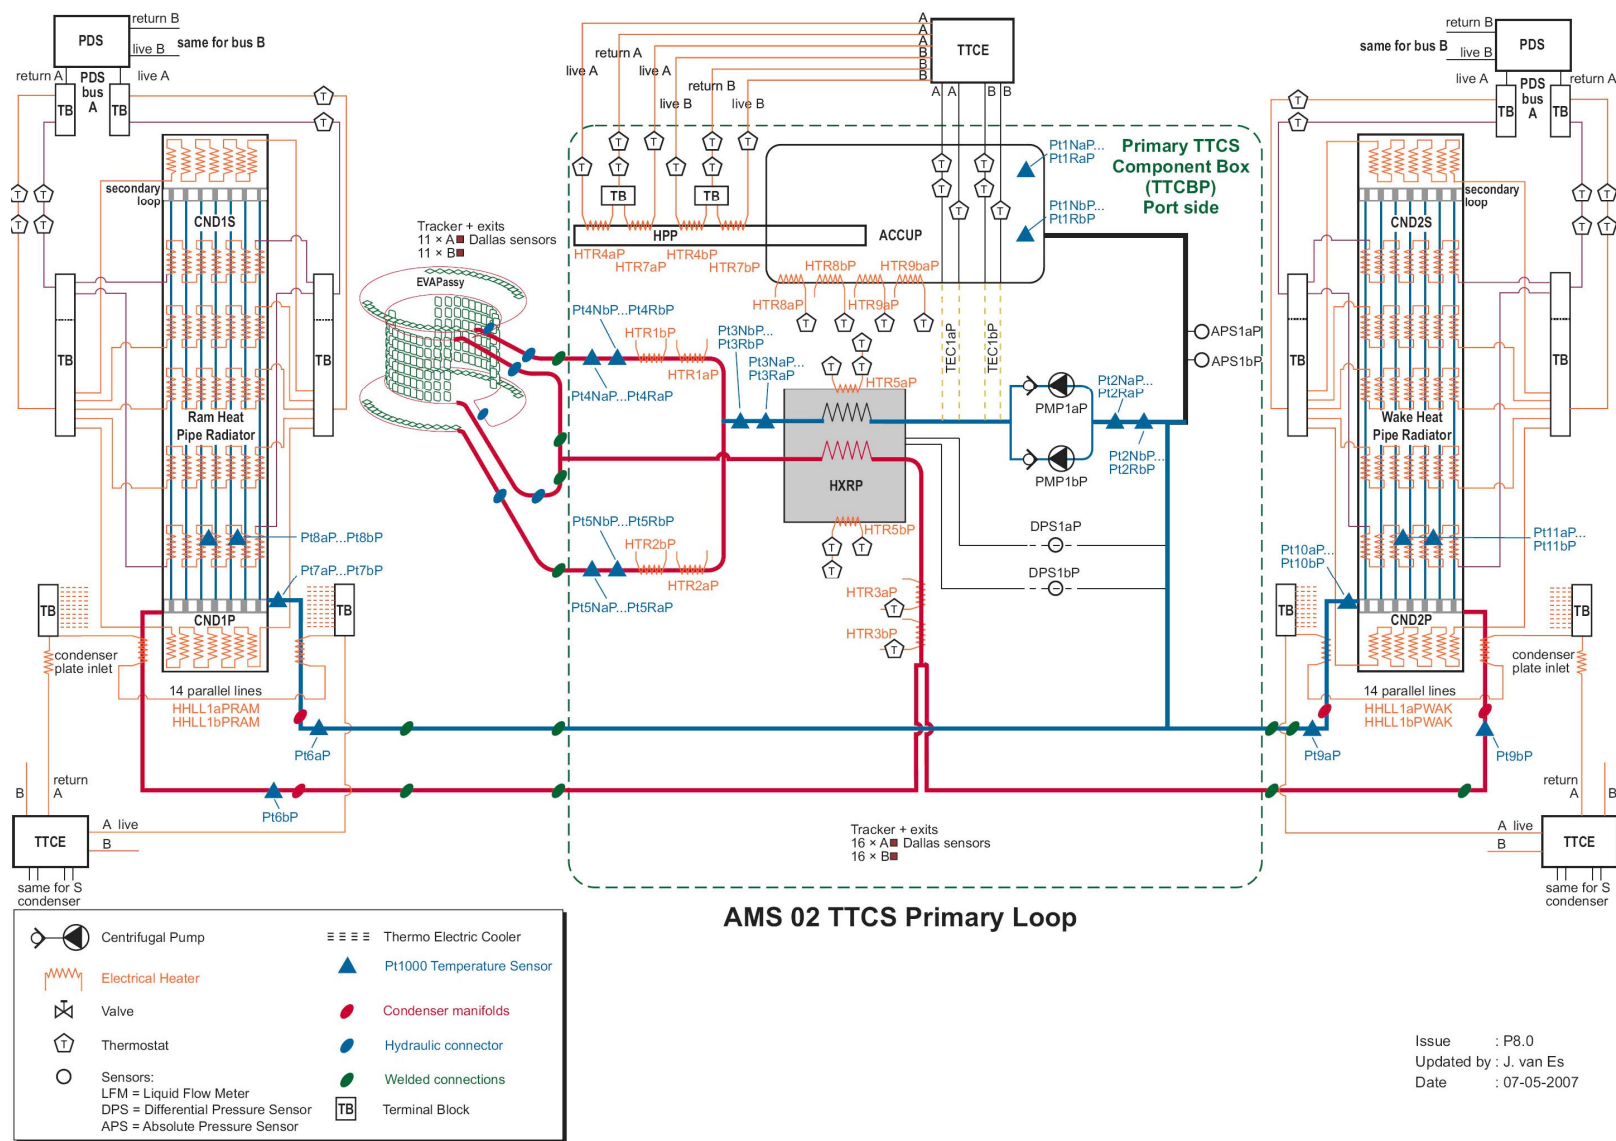 return B
PDS
live B
same for bus B
return A
PDS
bus
A
live A
TB
TB
T
T
T
T
T
T
secondary
loop
CND1S
TB
TB
Ram Heat
Pipe Radiator
Pt8aP...Pt8bP
Pt7aP...Pt7bP
TB
TB
CND1P
condenser
plate inlet
14 parallel lines
HHLL1aPRAM
HHLL1bPRAM
Pt6aP
Pt6bP
return
A
B
TTCE
A live
B
same for S
condenser
Tracker + exits
11 × A Dallas sensors
11 × B
EVAPassy
A
A
A
B
B
B
TTCE
A A B B
live A
return A
live A
live B
return B
live B
T
T
T
T
T
T
T
T
TB
TB
HPP
ACCUP
HTR4aP
HTR7aP
HTR4bP
HTR7bP
T
T
T
T
T
T
Pt1NaP...
Pt1RaP
Pt1NbP...
Pt1RbP
Primary TTCS
Component Box
(TTCBP)
Port side
HTR8aP
HTR8bP
HTR9aP
HTR9baP
T
T
T
T
TEC1aP
TEC1bP
APS1aP
APS1bP
Pt4NbP...Pt4RbP
HTR1bP
HTR1aP
Pt4NaP...Pt4RaP
Pt3NbP...
Pt3RbP
Pt3NaP...
Pt3RaP
T
T
T
HTR5aP
HXRP
HTR5bP
T
T
T
PMP1aP
PMP1bP
Pt2NaP...
Pt2RaP
Pt2NbP...
Pt2RbP
DPS1aP
DPS1bP
Pt5NbP...Pt5RbP
HTR2bP
HTR2aP
Pt5NaP...Pt5RaP
HTR3aP
T
HTR3bP
T
Tracker + exits
16 × A Dallas sensors
16 × B
return B
PDS
live B
same for bus B
live A
PDS
bus
A
return A
TB
TB
T
T
T
T
T
T
secondary
loop
CND2S
TB
TB
Wake Heat
Pipe Radiator
Pt11aP...
Pt11bP
Pt10aP...
Pt10bP
TB
TB
CND2P
condenser
plate inlet
14 parallel lines
HHLL1aPWAK
HHLL1bPWAK
Pt9aP
Pt9bP
return
A
B
A live
B
TTCE
same for S
condenser
AMS 02 TTCS Primary Loop
Centrifugal Pump
Electrical Heater
Valve
T
Thermostat
Sensors:
LFM = Liquid Flow Meter
DPS = Differential Pressure Sensor
APS = Absolute Pressure Sensor
Thermo Electric Cooler
Pt1000 Temperature Sensor
Condenser manifolds
Hydraulic connector
Welded connections
TB
Terminal Block
Issue : P8.0
Updated by : J. van Es
Date : 07-05-2007